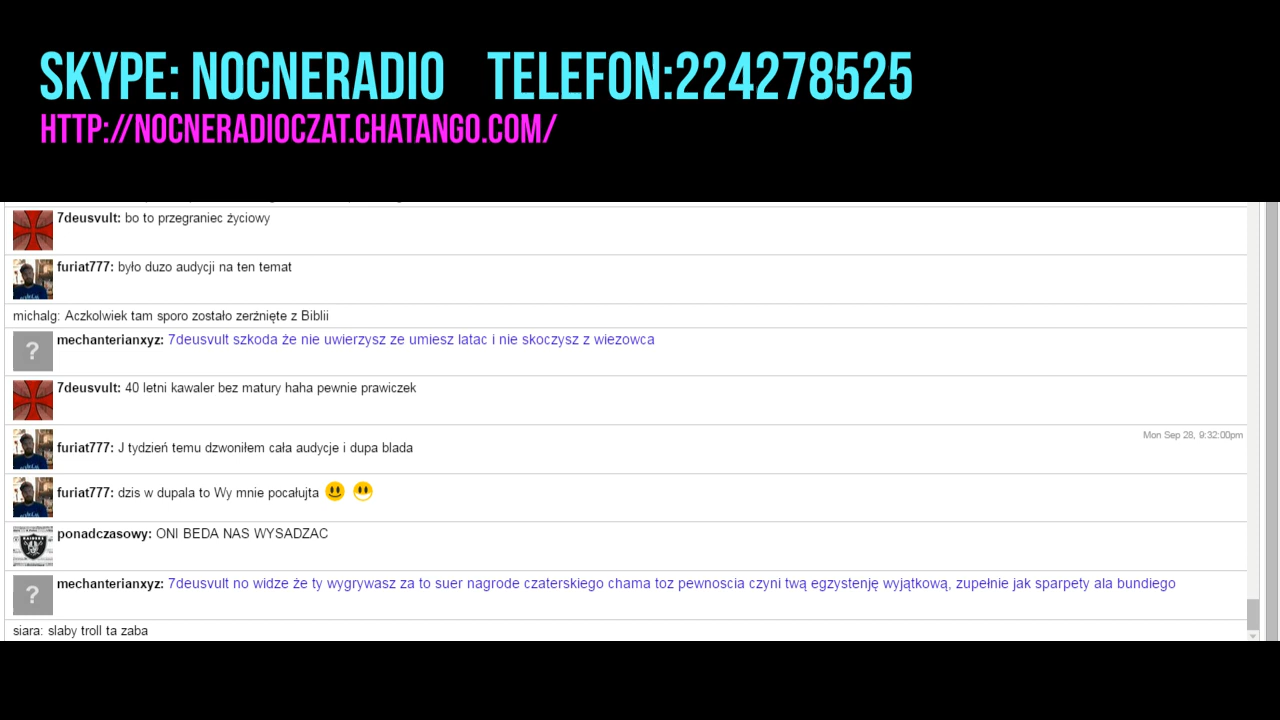 SKYPE: NOCNERADIO TELEFON:224278525
HTTP://NOCNERADIOCZAT.CHATANGO.COM/
7deusvult: bo to przegraniec życiowy
furiat777: było duzo audycji na ten temat
michalg: Aczkolwiek tam sporo zostało zerźnięte z Biblii
mechanterianxyz: 7deusvult szkoda że nie uwierzysz ze umiesz latac i nie skoczysz z wiezowca
7deusvult: 40 letni kawaler bez matury haha pewnie prawiczek
Mon Sep 28, 9:32:00pm
furiat777: J tydzień temu dzwoniłem cała audycje i dupa blada
furiat777: dzis w dupala to Wy mnie pocałujta
ponadczasowy: ONI BEDA NAS WYSADZAC
RAIDERS
mechanterianxyz: 7deusvult no widze że ty wygrywasz za to suer nagrode czaterskiego chama toz pewnoscia czyni twą egzystenję wyjątkową, zupełnie jak sparpety ala bundiego
siara: slaby troll ta zaba